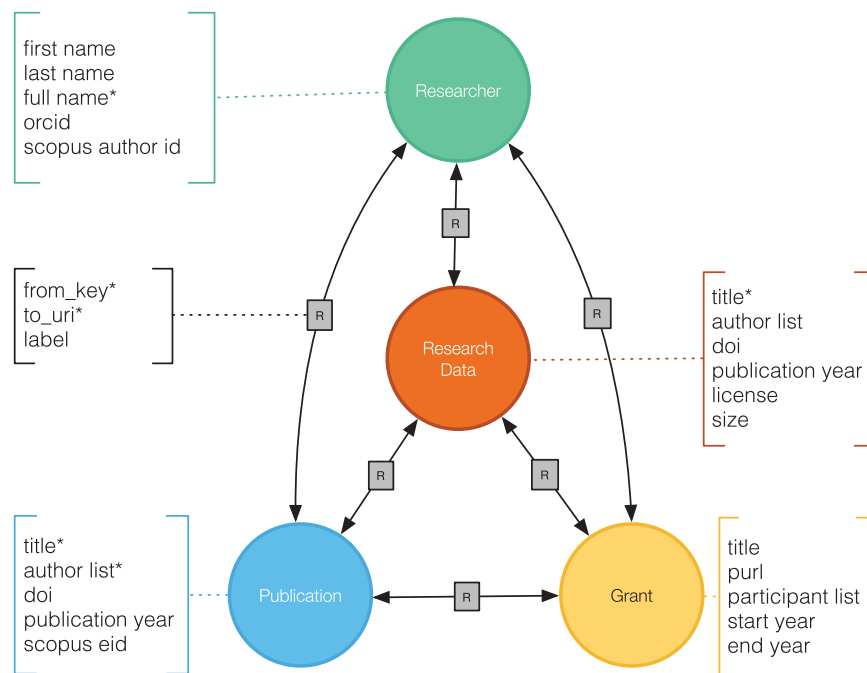 first name
last name
full name*
orcid
scopus author id
Researcher
R
from_key*
to_uri*
label
R
R
title*
author list
doi
publication year
license
size
Research
Data
R
R
title*
author list*
doi
publication year
scopus eid
Publication
R
Grant
title
purl
participant list
start year
end year